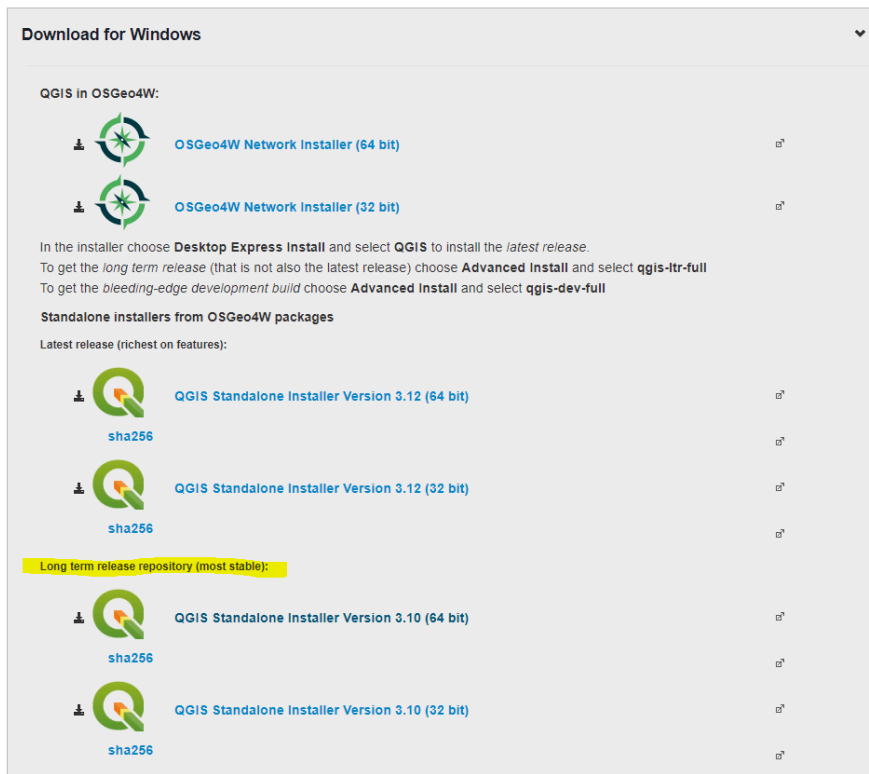 Download for Windows
QGIS in OSGeo4W:
OSGeo4W Network Installer (64 bit)
OSGeo4W Network Installer (32 bit)
In the installer choose Desktop Express Install and select QGIS to install the latest release.
To get the long term release (that is not also the latest release) choose Advanced Install and select qgis-ltr-full
To get the bleeding-edge development build choose Advanced Install and select qgis-dev-full
Standalone installers from OSGeo4W packages
Latest release (richest on features):
QGIS Standalone Installer Version 3.12 (64 bit)
sha256
QGIS Standalone Installer Version 3.12 (32 bit)
sha256
Long term release repository (most stable):
QGIS Standalone Installer Version 3.10 (64 bit)
sha256
QGIS Standalone Installer Version 3.10 (32 bit)
sha256